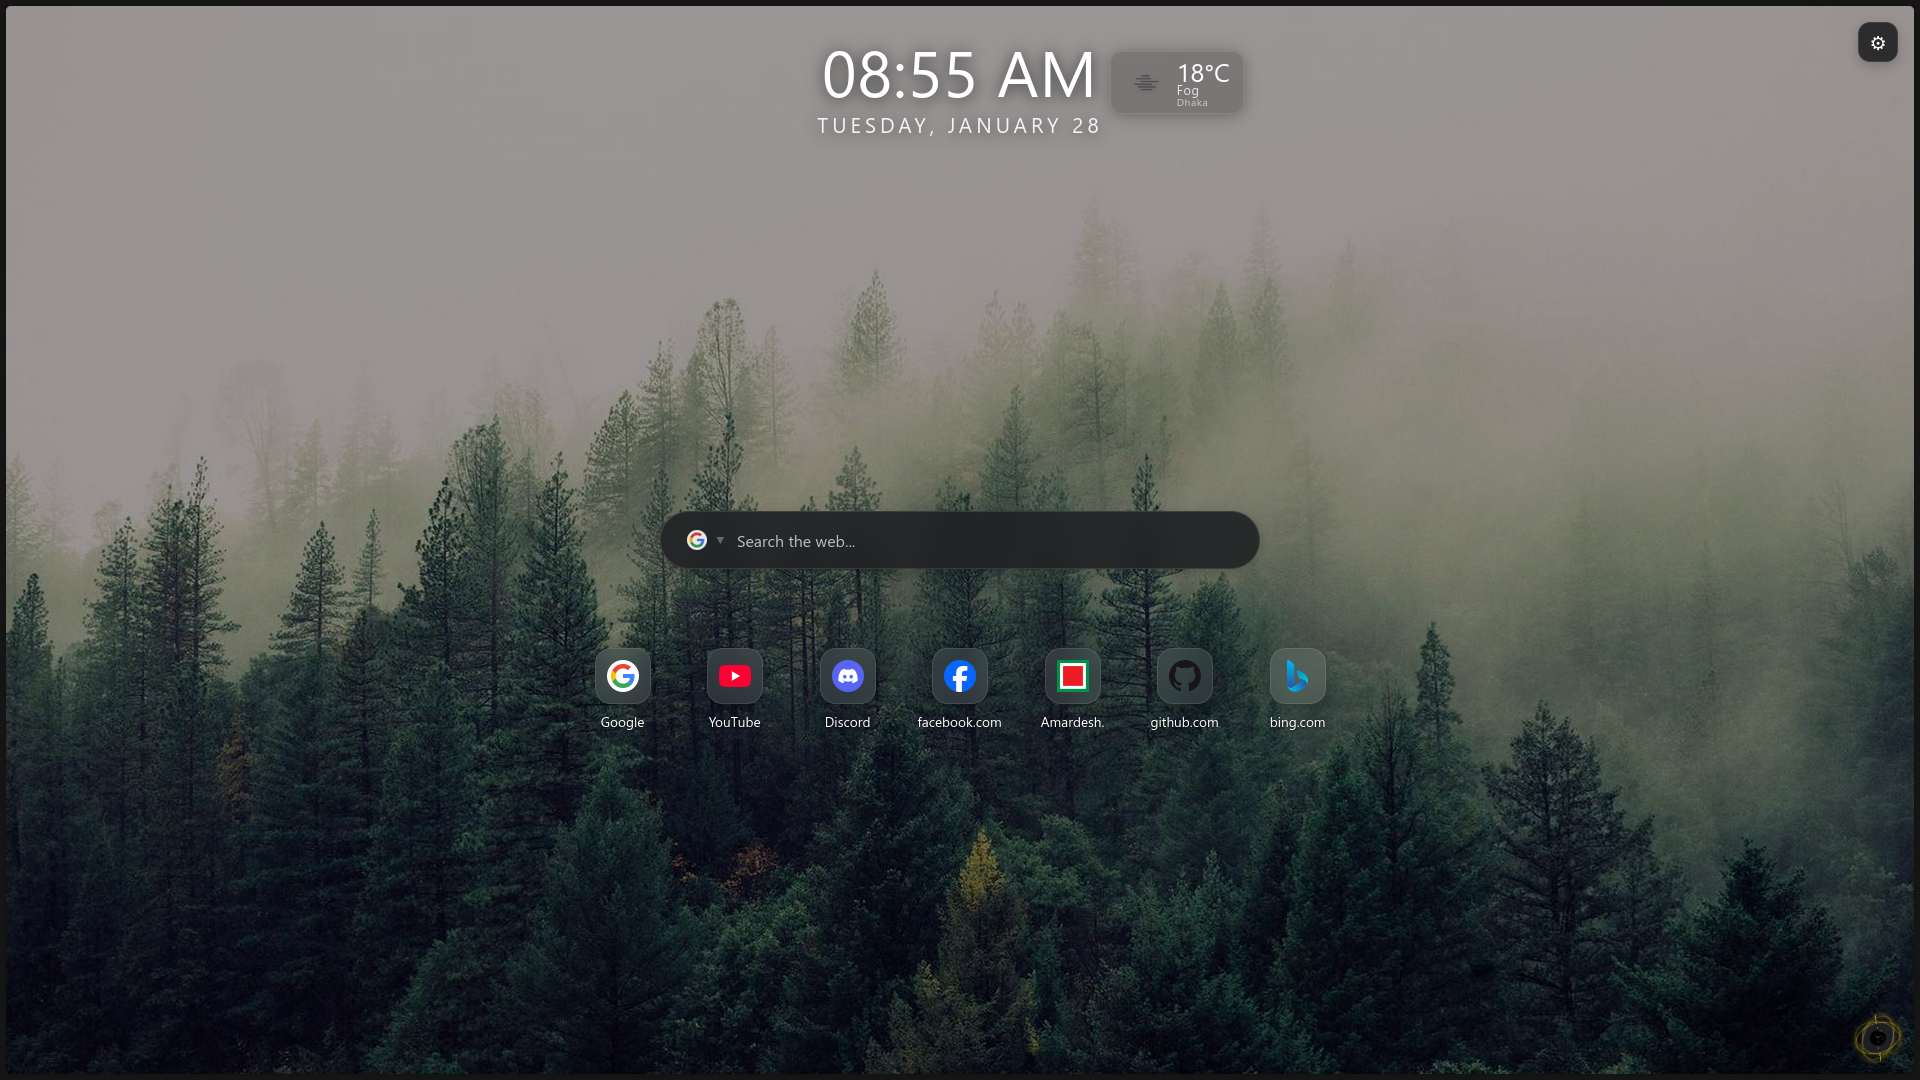 08:55 AM
TUESDAY, JANUARY 28
18°C
Fog
Dhaka
Search the web...
Google
YouTube
Discord
facebook.com
Amardesh.
github.com
bing.com